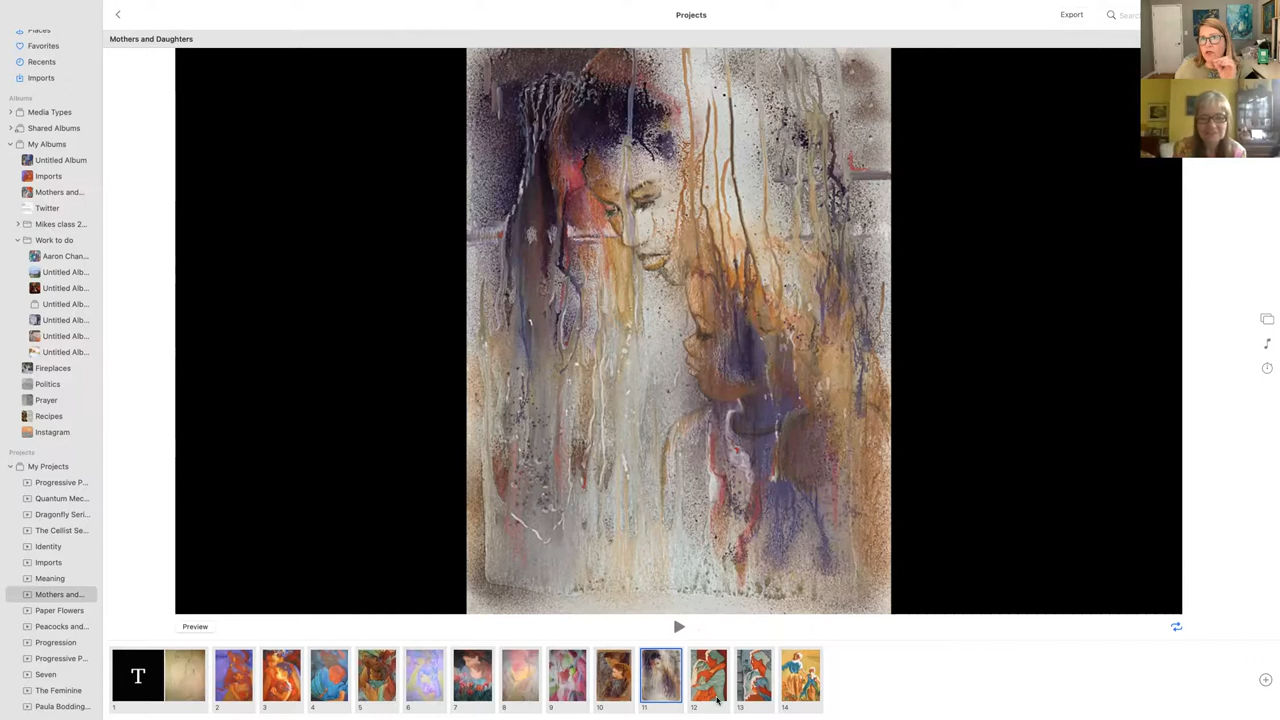 Projects
Export
Search
Mothers and Daughters
Places
Favorites
Recents
Imports
Albums
Media Types
Shared Albums
My Albums
Untitled Album
Imports
Mothers and...
Twitter
Mikes class 2...
Work to do
Aaron Chan...
Untitled Alb...
Untitled Alb...
Untitled Alb...
Untitled Alb...
Untitled Alb...
Untitled Alb...
Fireplaces
Politics
Prayer
Recipes
Instagram
Projects
My Projects
Progressive P...
Quantum Mec...
Dragonfly Seri...
The Cellist Se...
Identity
Imports
Meaning
Mothers and...
Paper Flowers
Peacocks and...
Progression
Progressive P...
Seven
The Feminine
Paula Bodding...
Preview
T
1 2 3 4 5 6 7 8 9 10 11 12 13 14